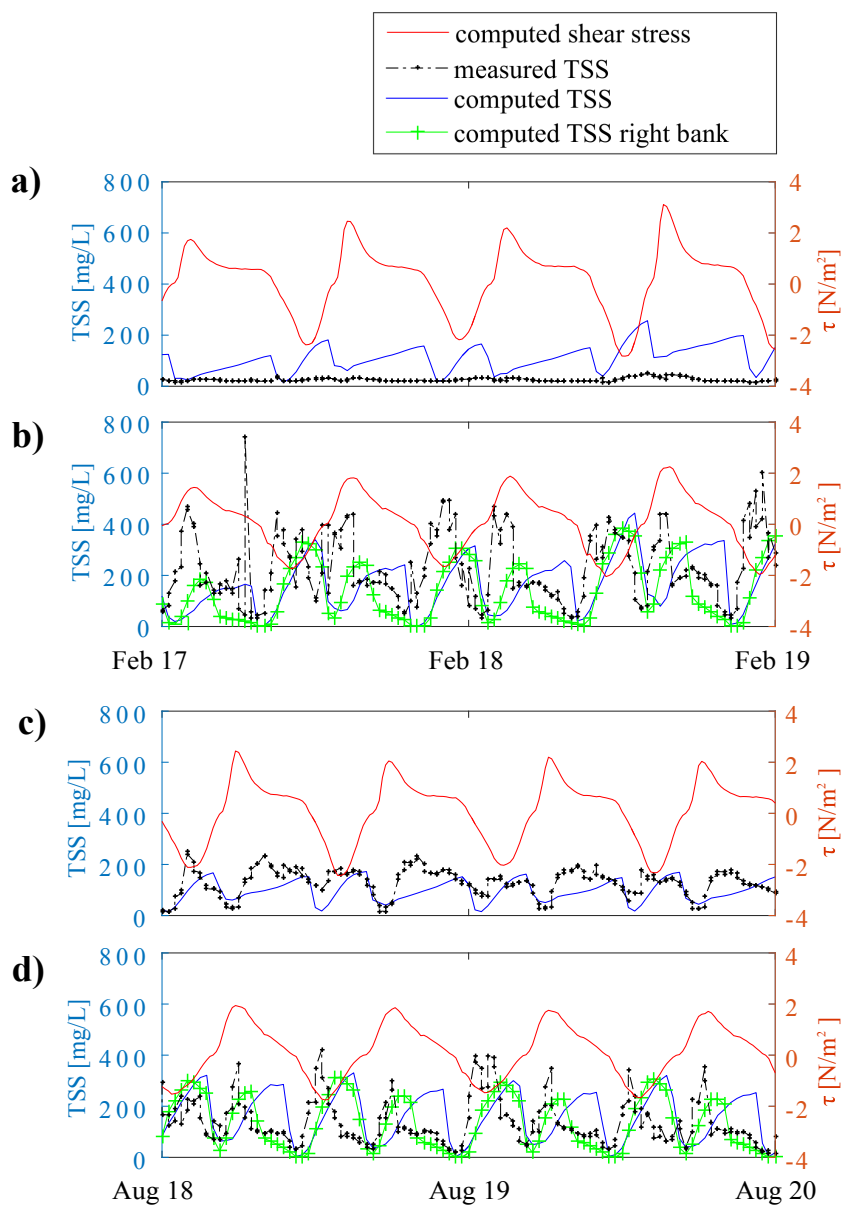 computed shear stress
measured TSS
computed TSS
computed TSS right bank
a)
800
600
400
200
0
TSS [mg/L]
4
2
0
-2
-4
τ [N/m²]
b)
800
600
400
200
0
TSS [mg/L]
4
2
0
-2
-4
τ [N/m²]
Feb 17
Feb 18
Feb 19
c)
800
600
400
200
0
TSS [mg/L]
4
2
0
-2
-4
τ [N/m²]
d)
800
600
400
200
0
TSS [mg/L]
4
2
0
-2
-4
τ [N/m²]
Aug 18
Aug 19
Aug 20